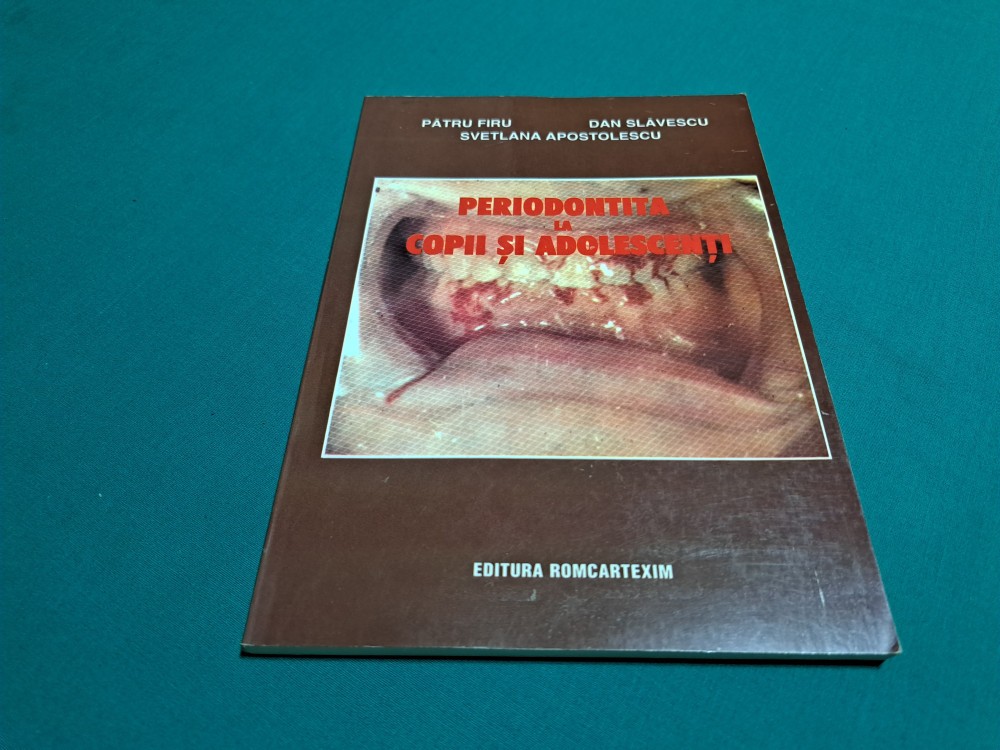 PĂTRU FIRU DAN SLĂVESCU
SVETLANA APOSTOLESCU
PERIODONTITA
LA
COPII ȘI ADOLESCENȚI
EDITURA ROMCARTEXIM